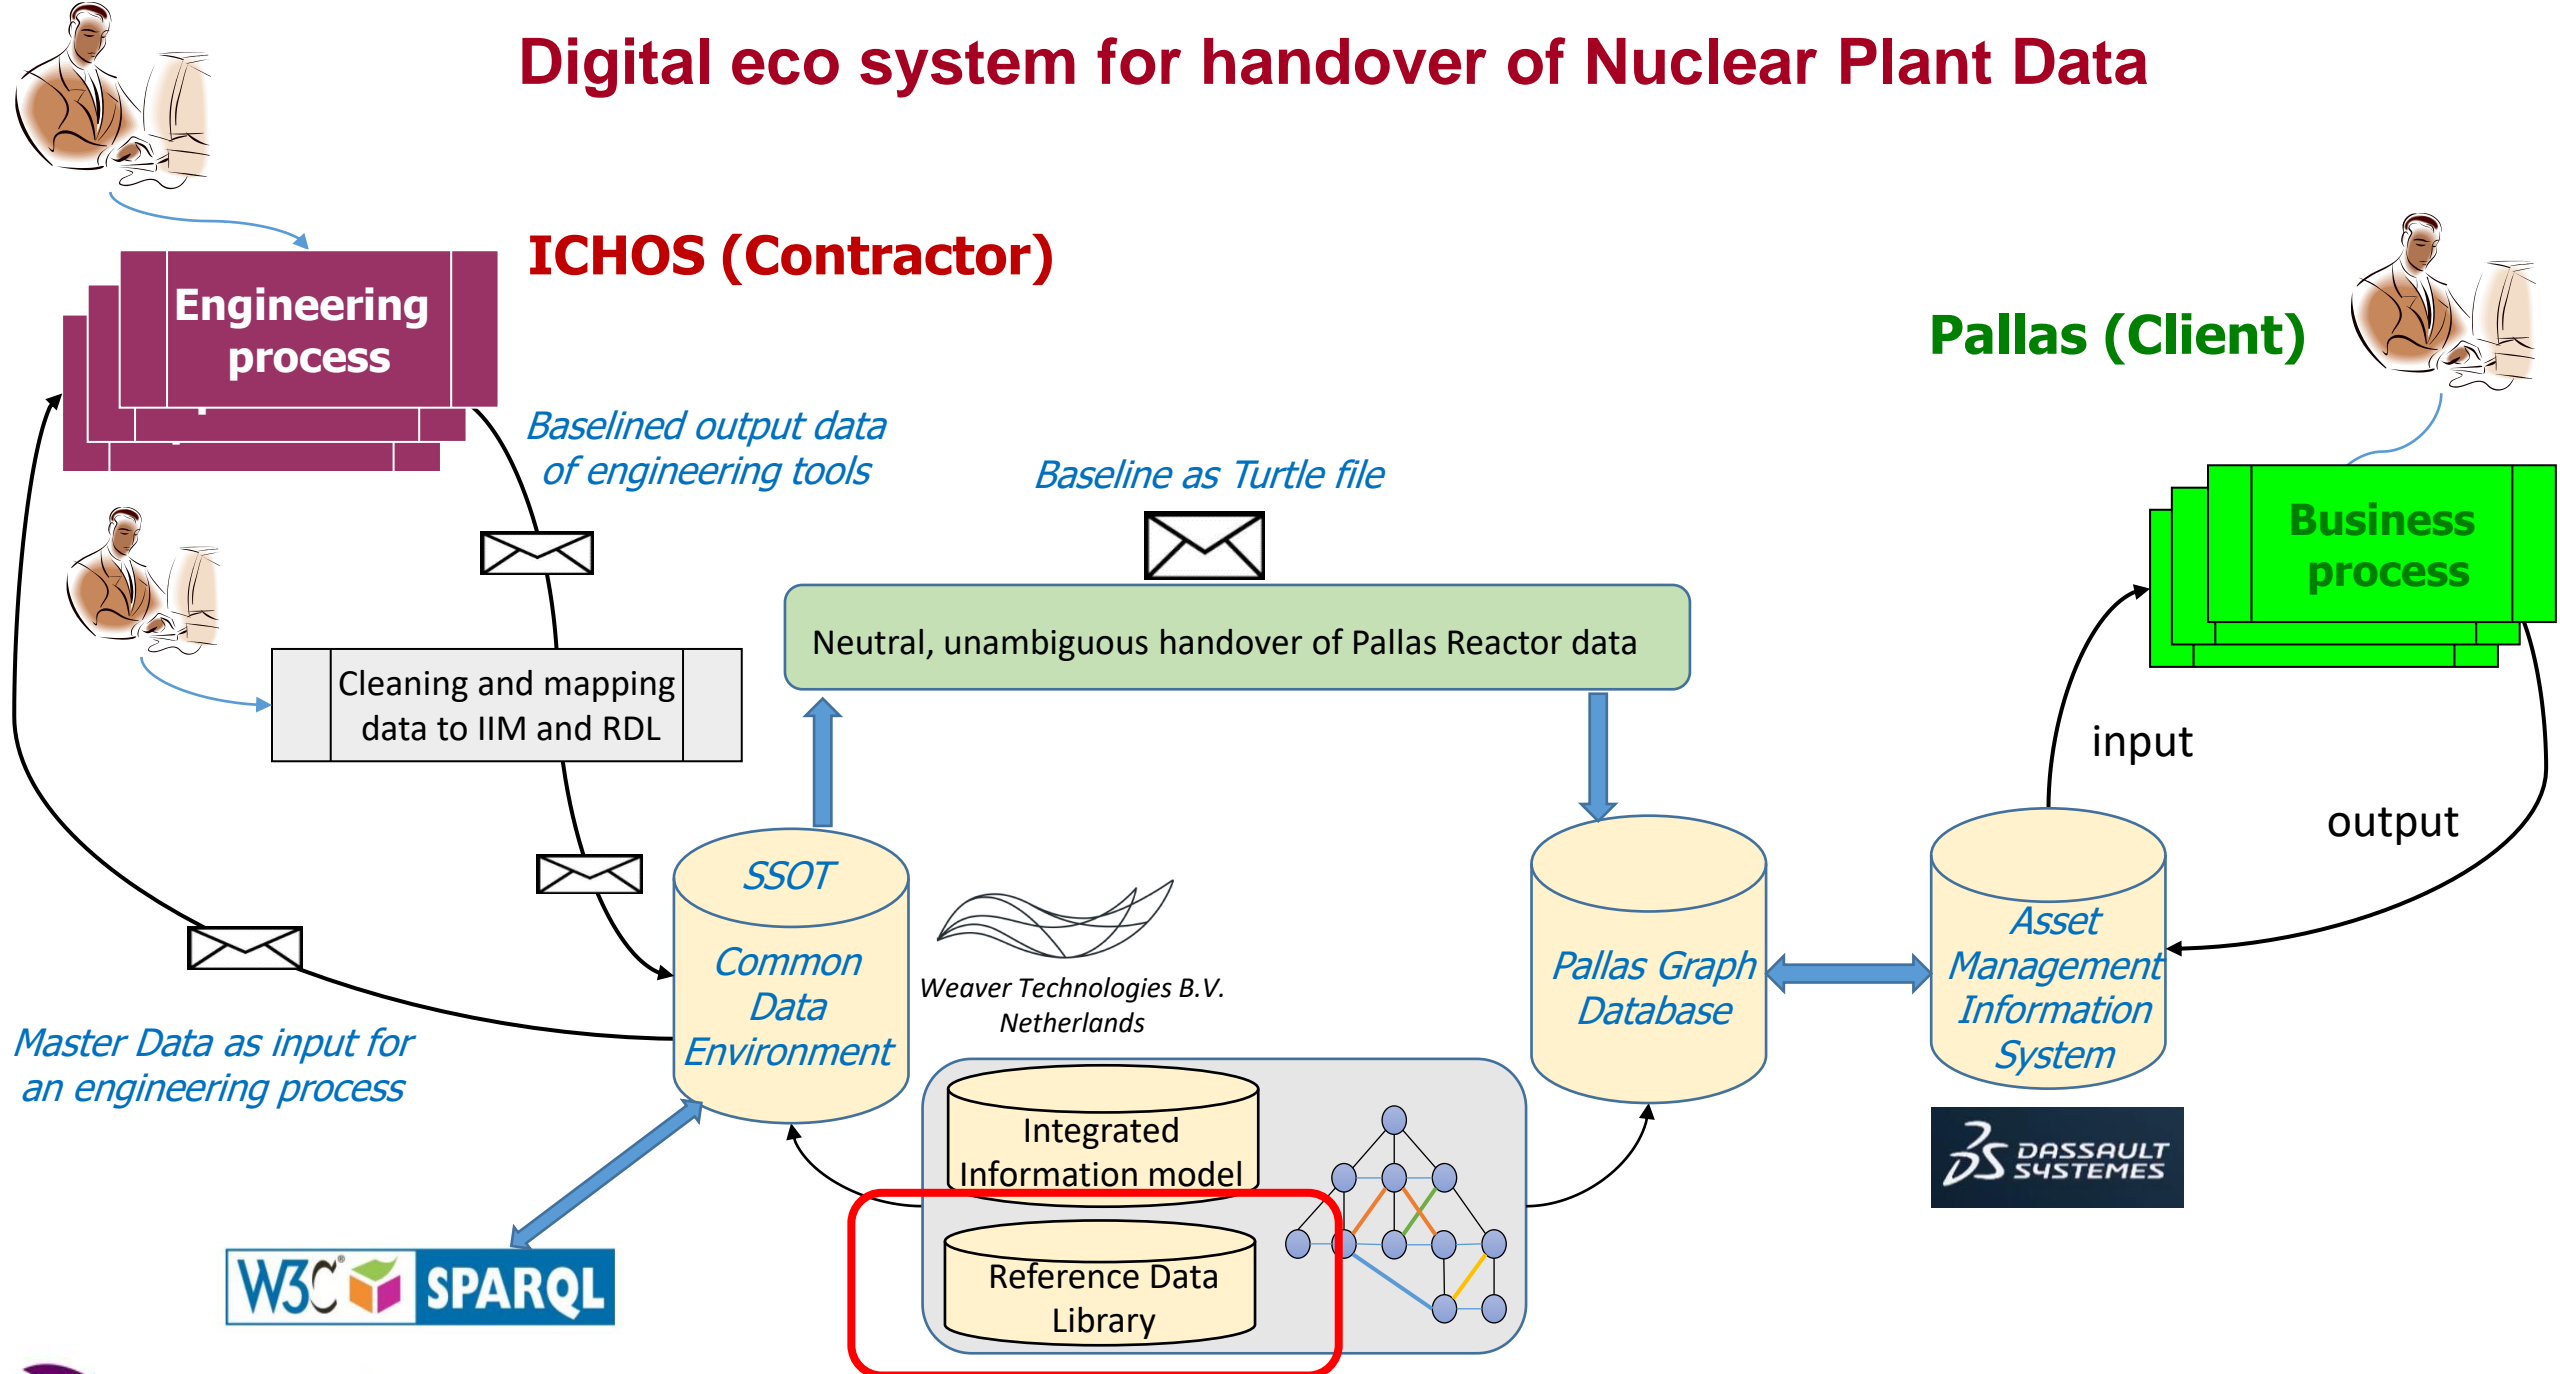 Digital eco system for handover of Nuclear Plant Data
ICHOS (Contractor)
Engineering
process
Pallas (Client)
Baselined output data
of engineering tools
Baseline as Turtle file
Business
process
Neutral, unambiguous handover of Pallas Reactor data
Cleaning and mapping
data to IIM and RDL
input
output
SSOT
Common
Data
Environment
Weaver Technologies B.V.
Netherlands
Pallas Graph
Database
Asset
Management
Information
System
Master Data as input for
an engineering process
Integrated
Information model
DASSAULT
SYSTEMES
Reference Data
Library
W3C® SPARQL